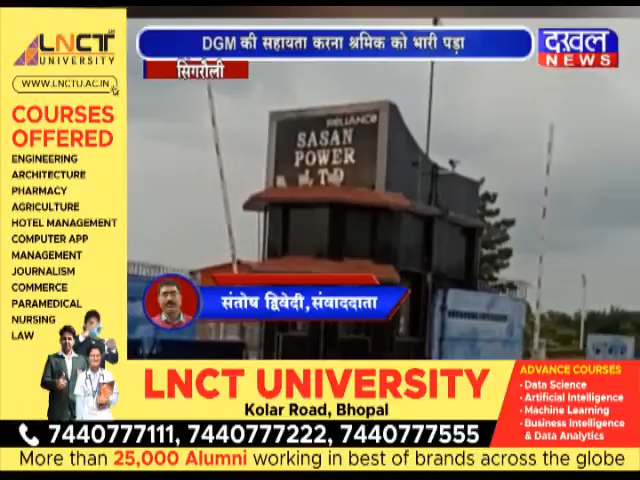 LNCT
UNIVERSITY
WWW.LNCTU.AC.IN
COURSES
OFFERED
ENGINEERING
ARCHITECTURE
PHARMACY
AGRICULTURE
HOTEL MANAGEMENT
COMPUTER APP
MANAGEMENT
JOURNALISM
COMMERCE
PARAMEDICAL
NURSING
LAW
DGM की सहायता करना श्रमिक को भारी पड़ा
सिंगरौली
दखल
NEWS
RELIANCE
SASAN
POWER
LTD
संतोष द्विवेदी,संवाददाता
LNCT UNIVERSITY
Kolar Road, Bhopal
7440777111, 7440777222, 7440777555
ADVANCE COURSES
• Data Science
• Artificial Intelligence
• Machine Learning
• Business Intelligence
& Data Analytics
More than 25,000 Alumni working in best of brands across the globe